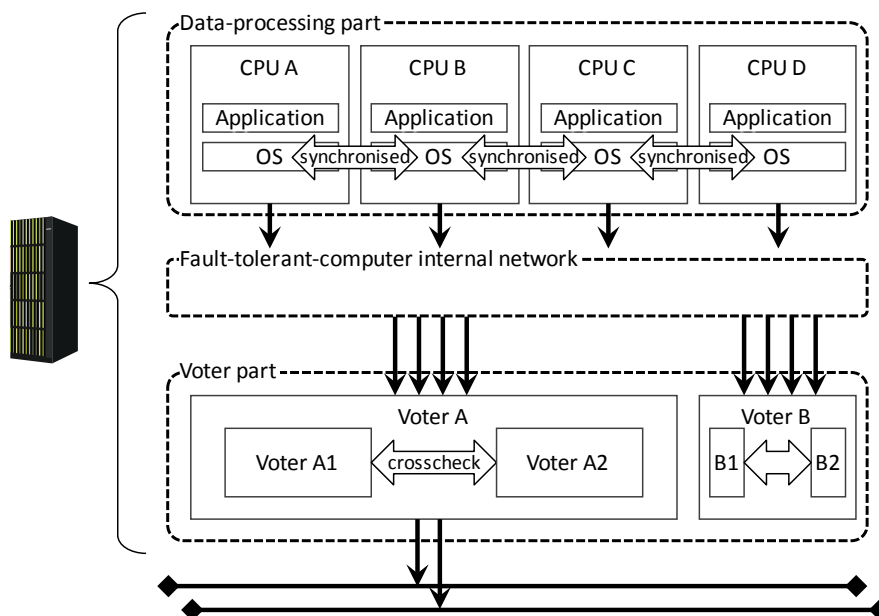 Data-processing part
CPU A
CPU B
CPU C
CPU D
Application
Application
Application
Application
OS
synchronised
OS
synchronised
OS
synchronised
OS
Fault-tolerant-computer internal network
Voter part
Voter A
Voter B
Voter A1
crosscheck
Voter A2
B1
B2